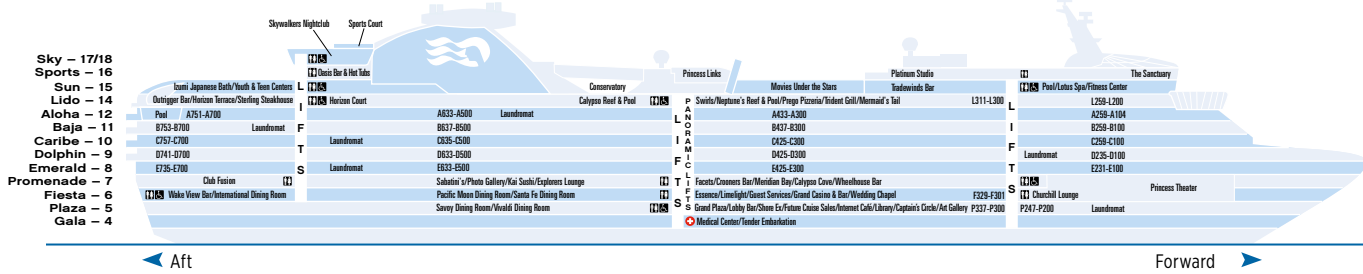 Skywalkers Nightclub Sports Court
Sky – 17/18
Sports – 16 Oasis Bar & Hot Tubs Princess Links Platinum Studio The Sanctuary
Sun – 15 Izumi Japanese Bath/Youth & Teen Centers Conservatory Movies Under the Stars Tradewinds Bar Pool/Lotus Spa/Fitness Center
Lido – 14 Outrigger Bar/Horizon Terrace/Sterling Steakhouse Horizon Court Calypso Reef & Pool Swirls/Neptune's Reef & Pool/Prego Pizzeria/Trident Grill/Mermaid's Tail L311-L300 L259-L200
Aloha – 12 Pool A751-A700 A633-A500 Laundromat A433-A300 A259-A104
Baja – 11 B753-B700 Laundromat B637-B500 B437-B300 B259-B100
Caribe – 10 C757-C700 Laundromat C635-C500 C425-C300 C259-C100
Dolphin – 9 D741-D700 D633-D500 D425-D300 Laundromat D235-D100
Emerald – 8 E735-E700 Laundromat E633-E500 E425-E300 E231-E100
Promenade – 7 Club Fusion Sabatini's/Photo Gallery/Kai Sushi/Explorers Lounge Facets/Crooners Bar/Meridian Bay/Calypso Cove/Wheelhouse Bar Princess Theater
Fiesta – 6 Wake View Bar/International Dining Room Pacific Moon Dining Room/Santa Fe Dining Room Essence/Limelight/Guest Services/Grand Casino & Bar/Wedding Chapel F329-F301 Churchill Lounge
Plaza – 5 Savoy Dining Room/Vivaldi Dining Room Grand Plaza/Lobby Bar/Shore Ex/Future Cruise Sales/Internet Café/Library/Captain's Circle/Art Gallery P337-P300 P247-P200 Laundromat
Gala – 4 Medical Center/Tender Embarkation
LIFTS
LIFTS
PANORAMIC LIFTS
LIFTS
Aft Forward